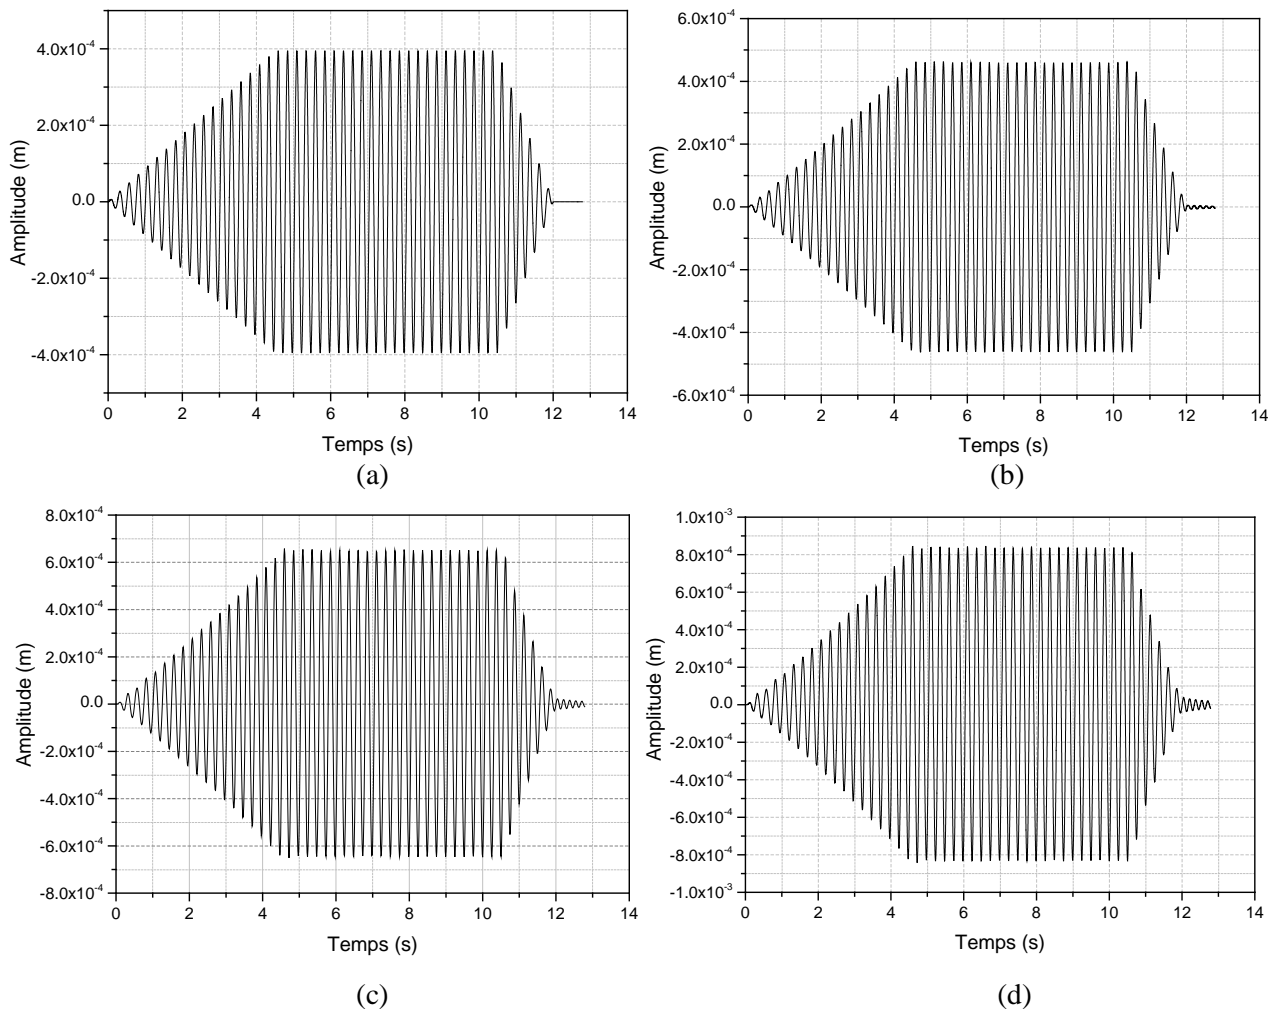 4.0x10⁻⁴
2.0x10⁻⁴
0.0
-2.0x10⁻⁴
-4.0x10⁻⁴
Amplitude (m)
0 2 4 6 8 10 12 14
Temps (s)
(a)
6.0x10⁻⁴
4.0x10⁻⁴
2.0x10⁻⁴
0.0
-2.0x10⁻⁴
-4.0x10⁻⁴
-6.0x10⁻⁴
Amplitude (m)
0 2 4 6 8 10 12 14
Temps (s)
(b)
8.0x10⁻⁴
6.0x10⁻⁴
4.0x10⁻⁴
2.0x10⁻⁴
0.0
-2.0x10⁻⁴
-4.0x10⁻⁴
-6.0x10⁻⁴
-8.0x10⁻⁴
Amplitude (m)
0 2 4 6 8 10 12 14
Temps (s)
(c)
1.0x10⁻³
8.0x10⁻⁴
6.0x10⁻⁴
4.0x10⁻⁴
2.0x10⁻⁴
0.0
-2.0x10⁻⁴
-4.0x10⁻⁴
-6.0x10⁻⁴
-8.0x10⁻⁴
-1.0x10⁻³
Amplitude (m)
0 2 4 6 8 10 12 14
Temps (s)
(d)